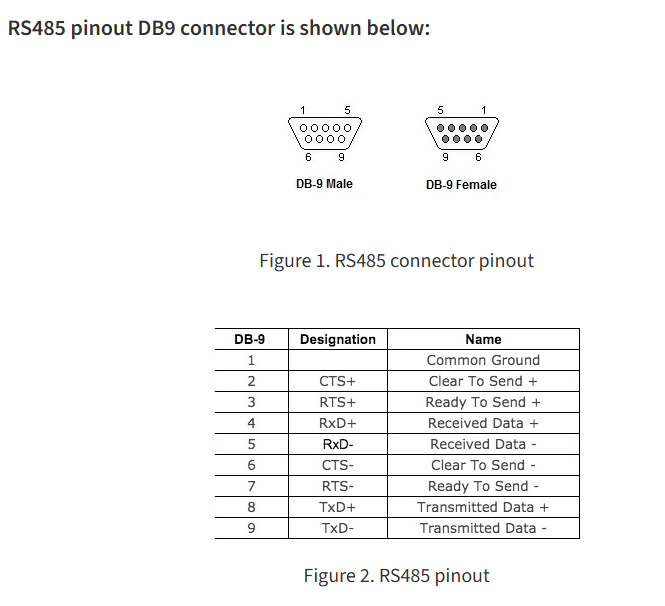 RS485 pinout DB9 connector is shown below:
1 5 5 1
6 9 9 6
DB-9 Male DB-9 Female
Figure 1. RS485 connector pinout
DB-9 Designation Name
1 Common Ground
2 CTS+ Clear To Send +
3 RTS+ Ready To Send +
4 RxD+ Received Data +
5 RxD- Received Data -
6 CTS- Clear To Send -
7 RTS- Ready To Send -
8 TxD+ Transmitted Data +
9 TxD- Transmitted Data -
Figure 2. RS485 pinout